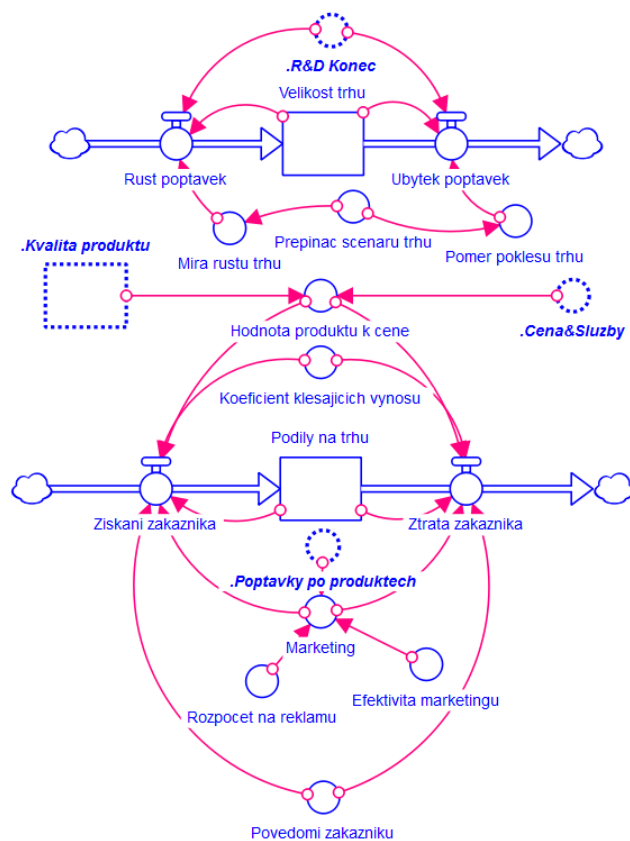 .R&D Konec
Velikost trhu
Rust poptavek
Ubytek poptavek
Prepinac scenaru trhu
Mira rustu trhu
Pomer poklesu trhu
.Kvalita produktu
Hodnota produktu k cene
.Cena&Sluzby
Koeficient klesajicich vynosu
Podily na trhu
Ziskani zakaznika
Ztrata zakaznika
.Poptavky po produktech
Marketing
Efektivita marketingu
Rozpocet na reklamu
Povedomi zakazniku